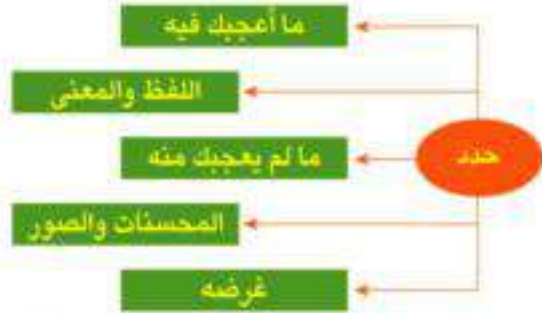 ما أعجبك فيه
اللفظ والمعنى
حدد
ما لم يعجبك منه
المحسنات والصور
غرضه